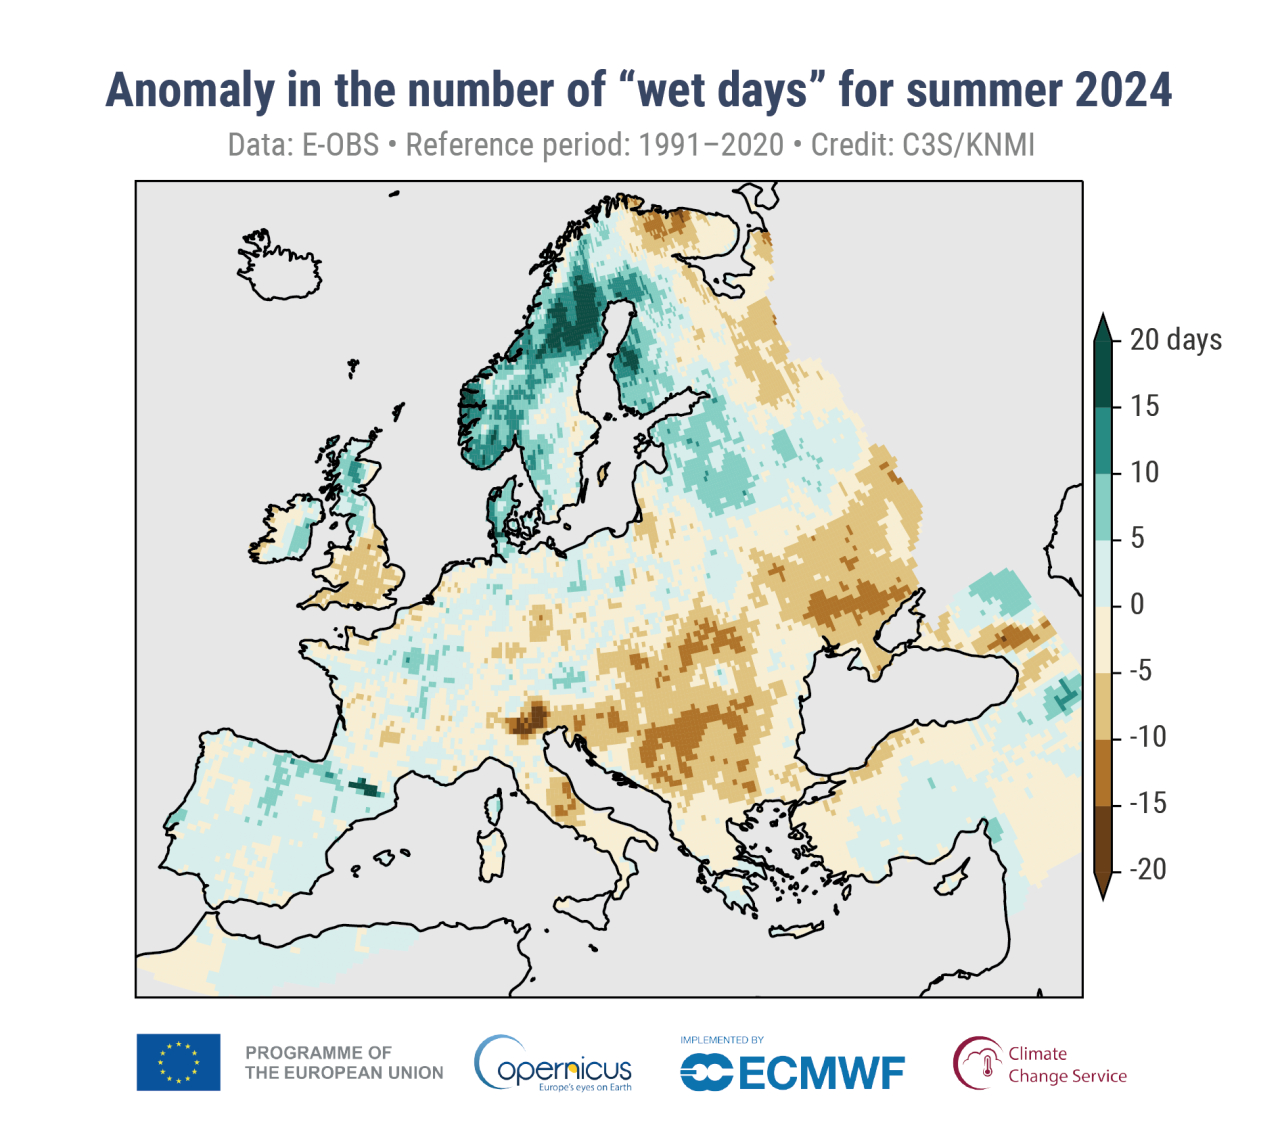 Anomaly in the number of “wet days” for summer 2024
Data: E-OBS • Reference period: 1991–2020 • Credit: C3S/KNMI
20 days
15
10
5
0
-5
-10
-15
-20
PROGRAMME OF
THE EUROPEAN UNION
opernicus
Europe's eyes on Earth
IMPLEMENTED BY
ECMWF
Climate
Change Service